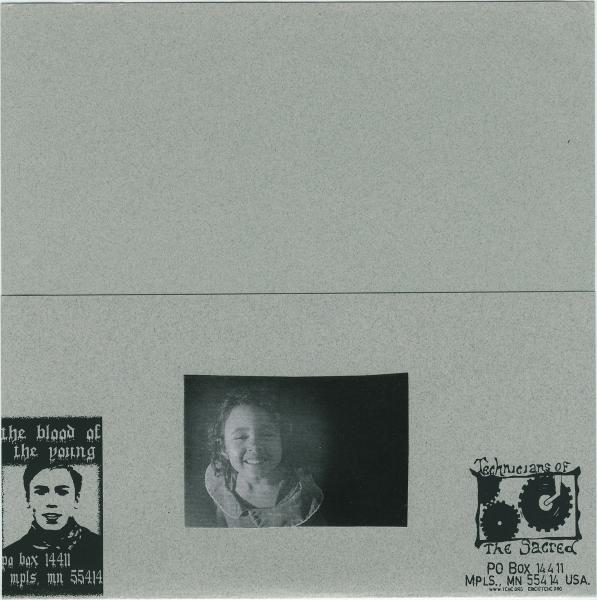 the blood of
the young
po box 14411
mpls, mn 55414
Technicians of
The Sacred
PO Box 14411
MPLS., MN 55414 USA.